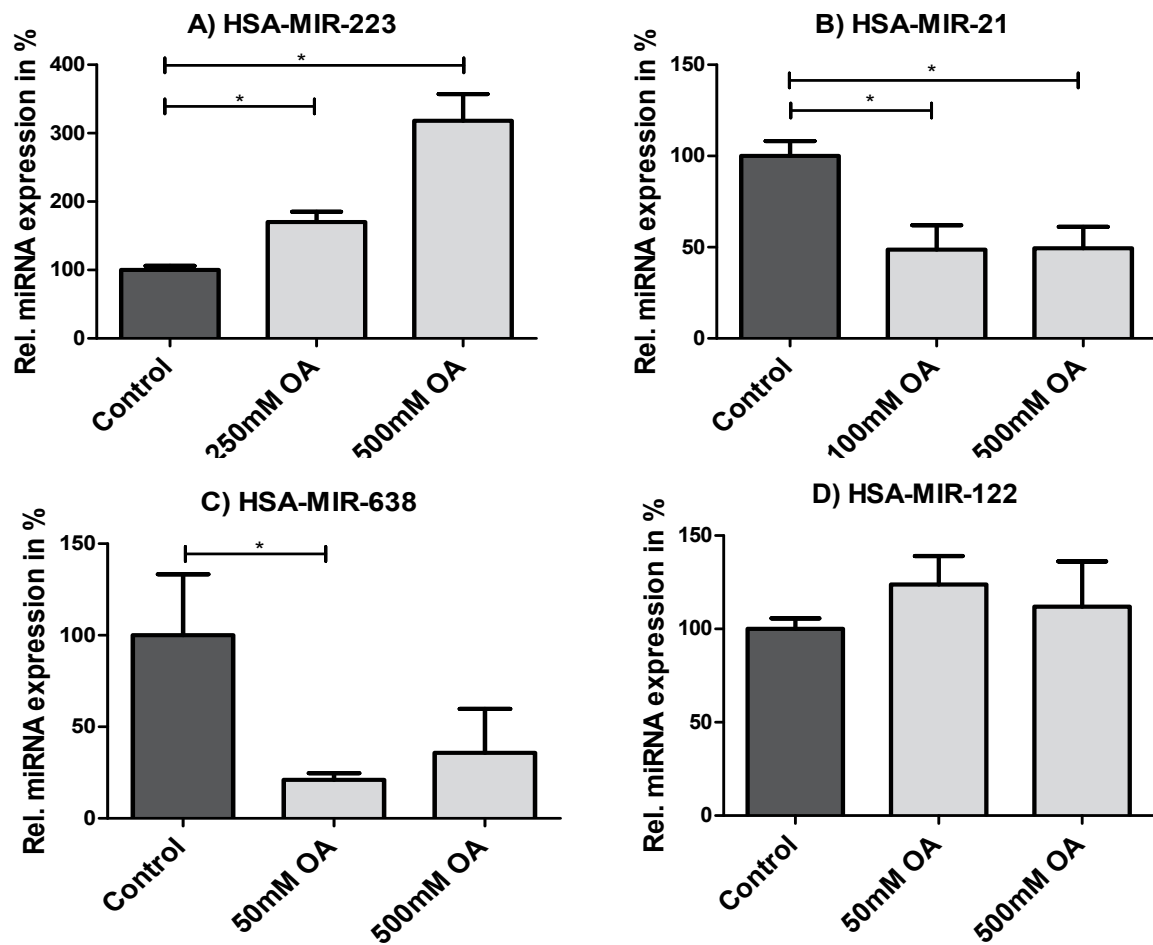 A) HSA-MIR-223
Rel. miRNA expression in %
400
300
200
100
0
*
*
Control
250mM OA
500mM OA
B) HSA-MIR-21
Rel. miRNA expression in %
150
100
50
0
*
*
Control
100mM OA
500mM OA
C) HSA-MIR-638
Rel. miRNA expression in %
150
100
50
0
*
Control
50mM OA
500mM OA
D) HSA-MIR-122
Rel. miRNA expression in %
150
100
50
0
Control
50mM OA
500mM OA